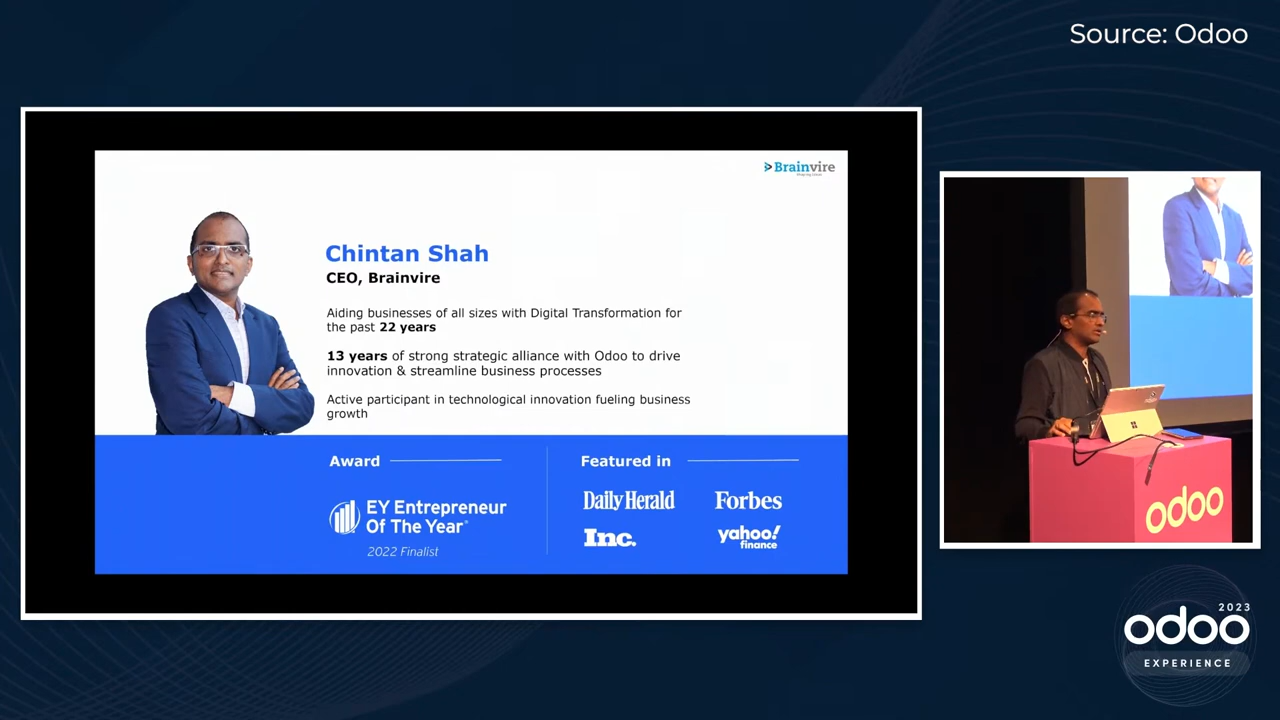 Source: Odoo
Brainvire
Chintan Shah
CEO, Brainvire
Aiding businesses of all sizes with Digital Transformation for
the past 22 years
13 years of strong strategic alliance with Odoo to drive
innovation & streamline business processes
Active participant in technological innovation fueling business
growth
Award
EY Entrepreneur
Of The Year®
2022 Finalist
Featured in
Daily Herald
Forbes
Inc.
yahoo!
finance
odoo
2023
odoo
EXPERIENCE